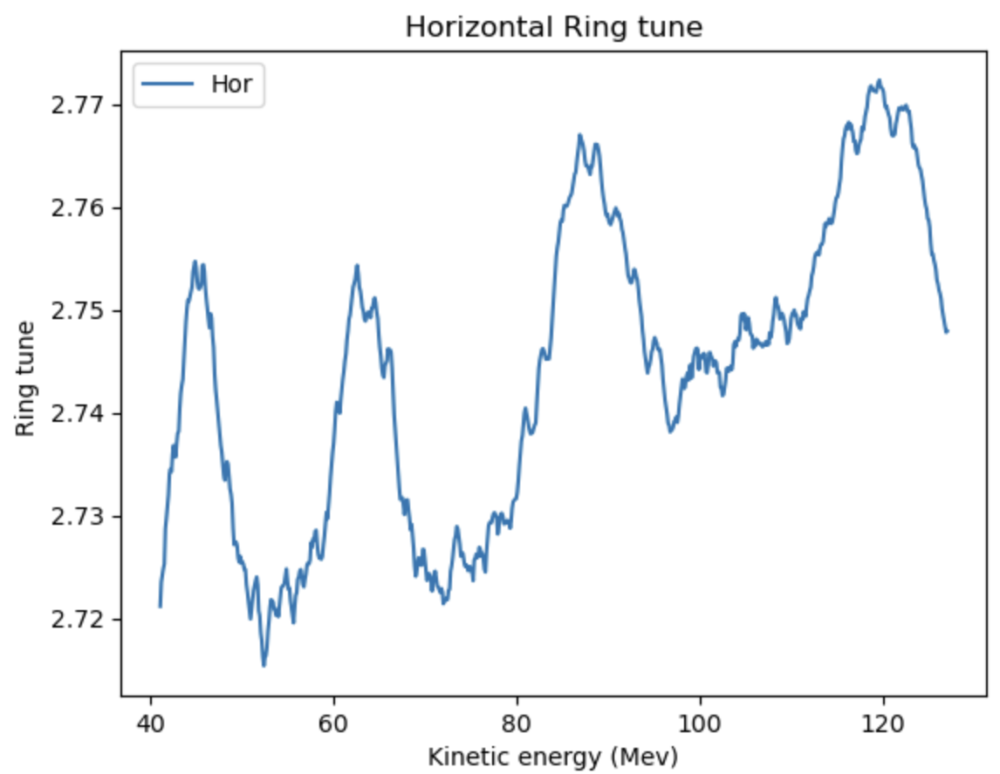 Horizontal Ring tune
Hor
2.77
2.76
2.75
2.74
2.73
2.72
Ring tune
40 60 80 100 120
Kinetic energy (Mev)